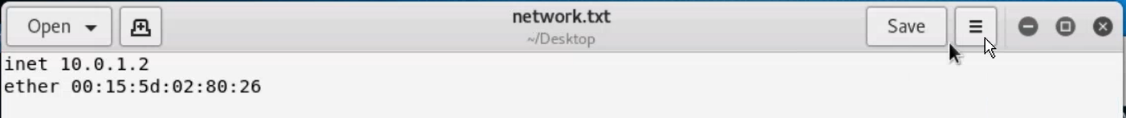 Open
network.txt
~/Desktop
Save
inet 10.0.1.2
ether 00:15:5d:02:80:26